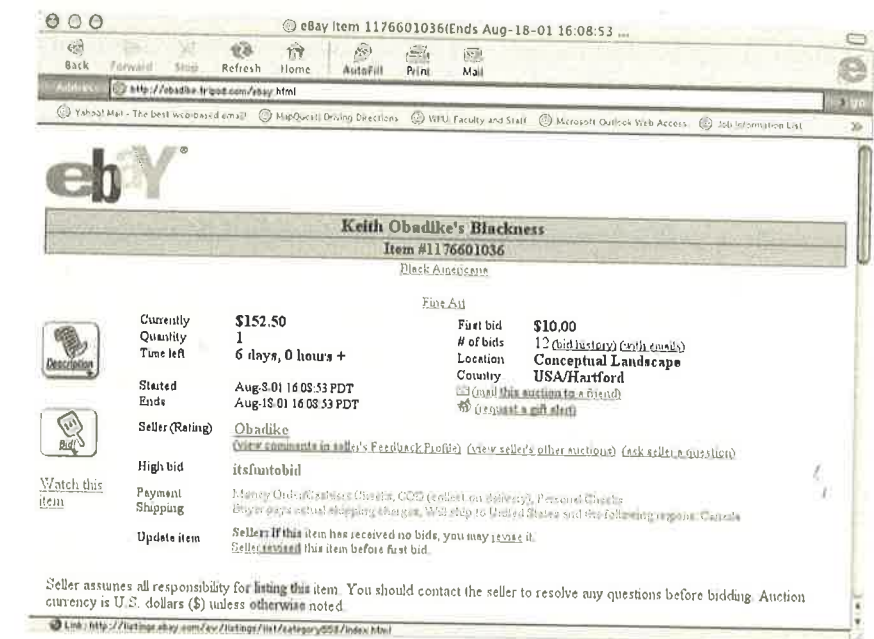 eBay Item 1176601036(Ends Aug-18-01 16:08:53 ...
Back Forward Stop Refresh Home AutoFill Print Mail
Address http://obadike.tripod.com/ebay.html
Yahoo! Mail - The best web-based email! MapQuest: Driving Directions WFU: Faculty and Staff Microsoft Outlook Web Access Job Information List
ebaY®
Keith Obadike's Blackness
Item #1176601036
Black Americana
Fine Art
Currently $152.50 First bid $10.00
Quantity 1 # of bids 12 (bid history) (with emails)
Time left 6 days, 0 hours + Location Conceptual Landscape
Country USA/Hartford
Description
Started Aug-8-01 16:08:53 PDT (mail this auction to a friend)
Ends Aug-18-01 16:08:53 PDT (request a gift alert)
Bid!
Seller (Rating) Obadike
(view comments in seller's Feedback Profile) (view seller's other auctions) (ask seller a question)
High bid itsfuntobid
Watch this item
Payment Money Order/Cashiers Checks, COD (collect on delivery), Personal Checks
Shipping Buyer pays actual shipping charges, Will ship to United States and the following regions: Canada
Update item Seller: If this item has received no bids, you may revise it.
Seller revised this item before first bid.
Seller assumes all responsibility for listing this item. You should contact the seller to resolve any questions before bidding. Auction
currency is U.S. dollars ($) unless otherwise noted.
Link: http://listings.ebay.com/aw/listings/list/category558/index.html